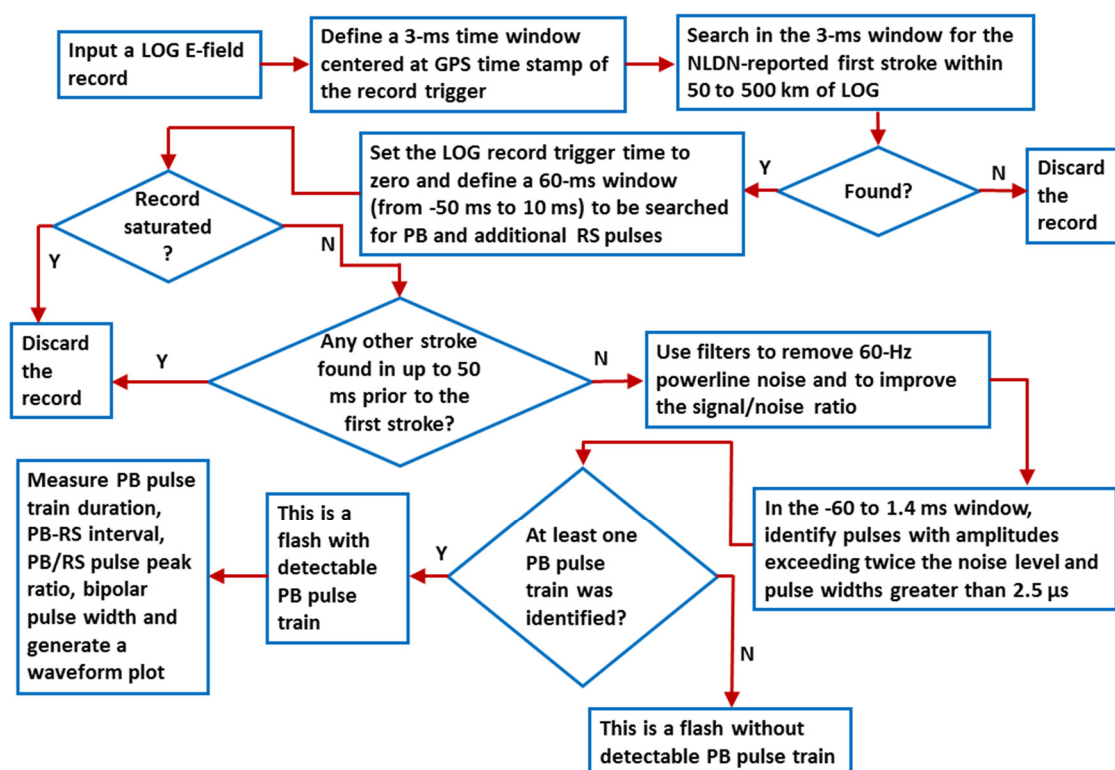 Input a LOG E-field
record
Define a 3-ms time window
centered at GPS time stamp of
the record trigger
Search in the 3-ms window for the
NLDN-reported first stroke within
50 to 500 km of LOG
Found?
Y
N
Discard
the
record
Set the LOG record trigger time to
zero and define a 60-ms window
(from -50 ms to 10 ms) to be searched
for PB and additional RS pulses
Record
saturated
?
Y
N
Discard
the
record
Any other stroke
found in up to 50
ms prior to the
first stroke?
Y
N
Use filters to remove 60-Hz
powerline noise and to improve
the signal/noise ratio
In the -60 to 1.4 ms window,
identify pulses with amplitudes
exceeding twice the noise level and
pulse widths greater than 2.5 µs
At least one
PB pulse
train was
identified?
Y
N
This is a
flash with
detectable
PB pulse
train
Measure PB pulse
train duration,
PB-RS interval,
PB/RS pulse peak
ratio, bipolar
pulse width and
generate a
waveform plot
This is a flash without
detectable PB pulse train